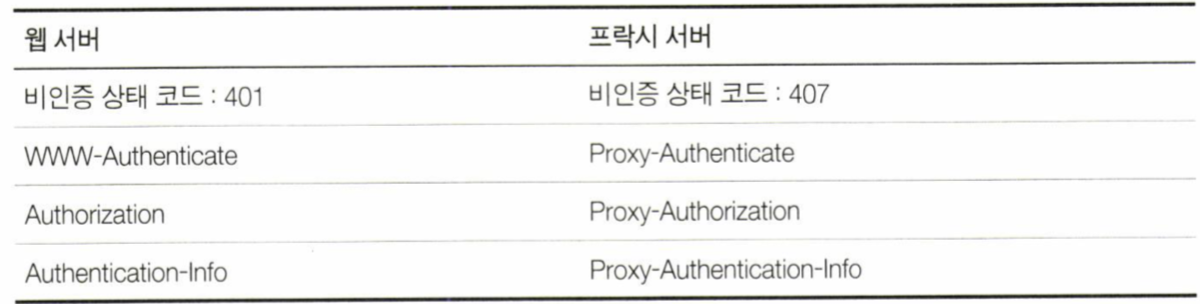 웹 서버 프락시 서버
비인증 상태 코드 : 401 비인증 상태 코드 : 407
WWW-Authenticate Proxy-Authenticate
Authorization Proxy-Authorization
Authentication-Info Proxy-Authentication-Info